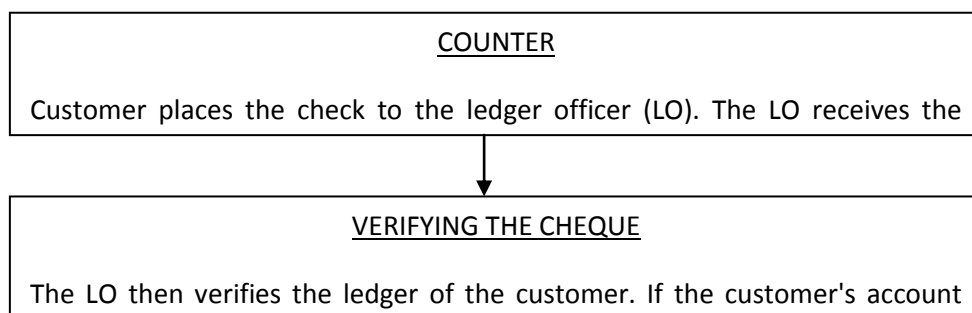 COUNTER
Customer places the check to the ledger officer (LO). The LO receives the
VERIFYING THE CHEQUE
The LO then verifies the ledger of the customer. If the customer's account